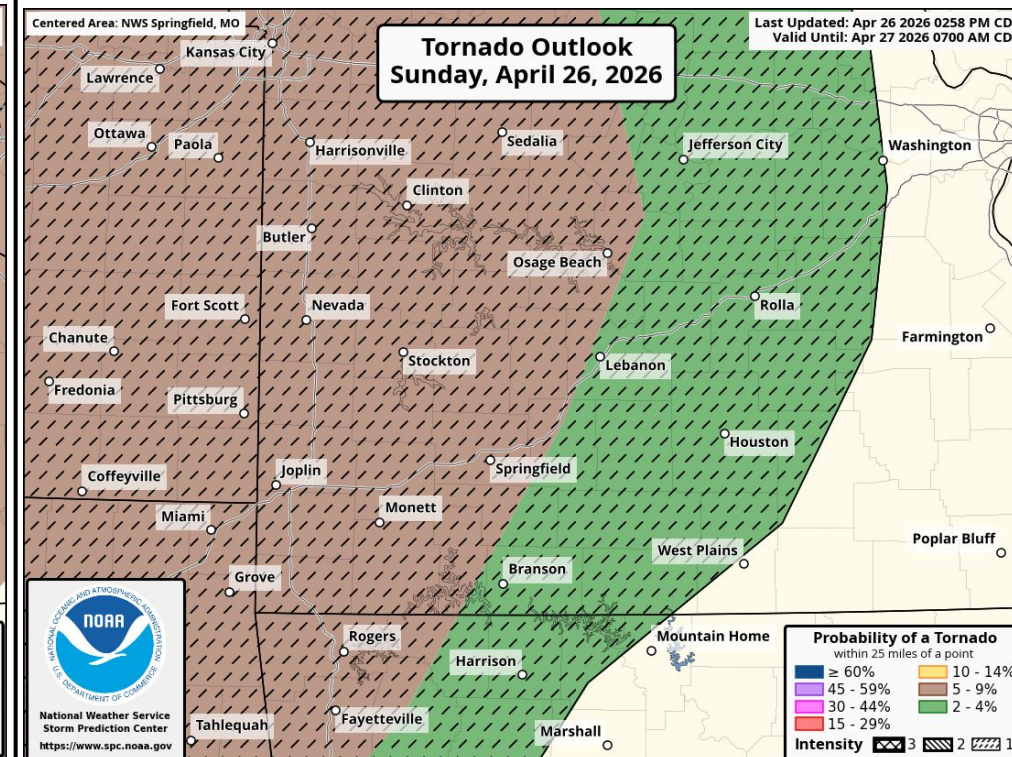 Centered Area: NWS Springfield, MO
Tornado Outlook
Sunday, April 26, 2026
Last Updated: Apr 26 2026 0258 PM CD
Valid Until: Apr 27 2026 0700 AM CD
Kansas City
Lawrence
Ottawa
Paola
Harrisonville
Sedalia
Jefferson City
Washington
Clinton
Butler
Osage Beach
Fort Scott
Nevada
Rolla
Chanute
Stockton
Lebanon
Farmington
Fredonia
Pittsburg
Houston
Coffeyville
Joplin
Springfield
Miami
Monett
West Plains
Poplar Bluff
Grove
Branson
Rogers
Mountain Home
Harrison
Tahlequah
Fayetteville
Marshall
NATIONAL OCEANIC AND ATMOSPHERIC ADMINISTRATION
NOAA
U.S. DEPARTMENT OF COMMERCE
National Weather Service
Storm Prediction Center
https://www.spc.noaa.gov
Probability of a Tornado
within 25 miles of a point
≥ 60%
45 - 59%
30 - 44%
15 - 29%
10 - 14%
5 - 9%
2 - 4%
Intensity 3 2 1